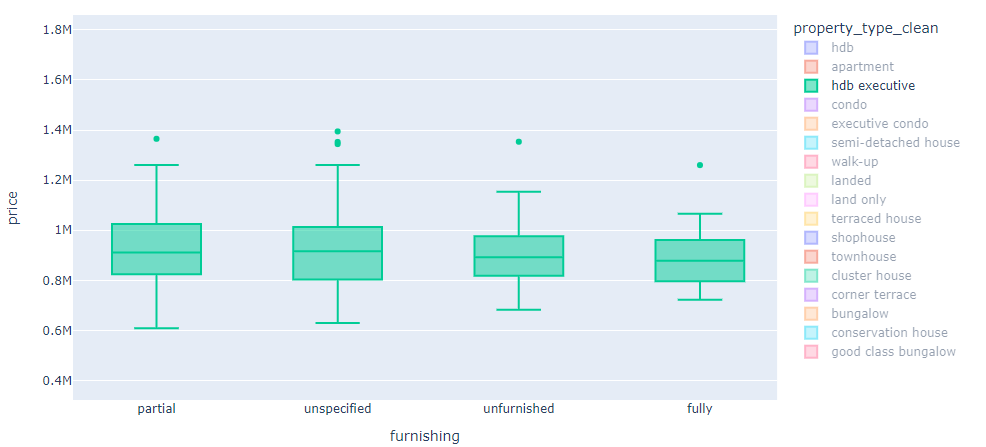 1.8M
1.6M
1.4M
1.2M
1M
0.8M
0.6M
0.4M
price
partial
unspecified
unfurnished
fully
furnishing
property_type_clean
hdb
apartment
hdb executive
condo
executive condo
semi-detached house
walk-up
landed
land only
terraced house
shophouse
townhouse
cluster house
corner terrace
bungalow
conservation house
good class bungalow